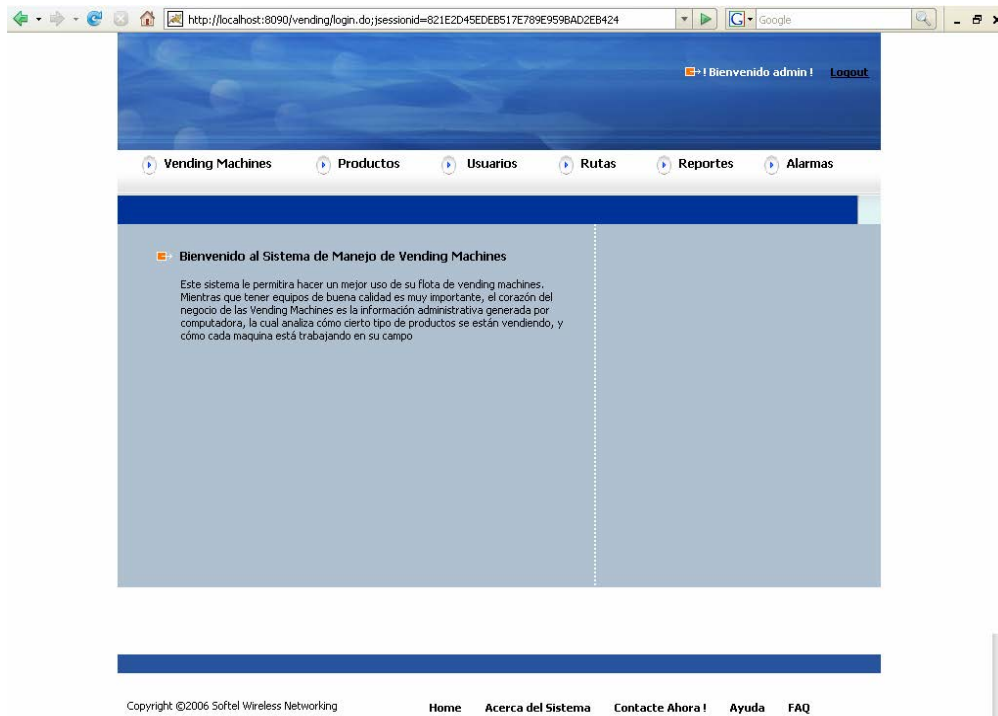 http://localhost:8090/vending/login.do;jsessionid=821E2D45EDEB517E789E959BAD2EB424 G Google
! Bienvenido admin ! Logout
Vending Machines Productos Usuarios Rutas Reportes Alarmas
Bienvenido al Sistema de Manejo de Vending Machines
Este sistema le permitira hacer un mejor uso de su flota de vending machines.
Mientras que tener equipos de buena calidad es muy importante, el corazón del
negocio de las Vending Machines es la información administrativa generada por
computadora, la cual analiza cómo cierto tipo de productos se están vendiendo, y
cómo cada maquina está trabajando en su campo
Copyright ©2006 Softel Wireless Networking Home Acerca del Sistema Contacte Ahora ! Ayuda FAQ